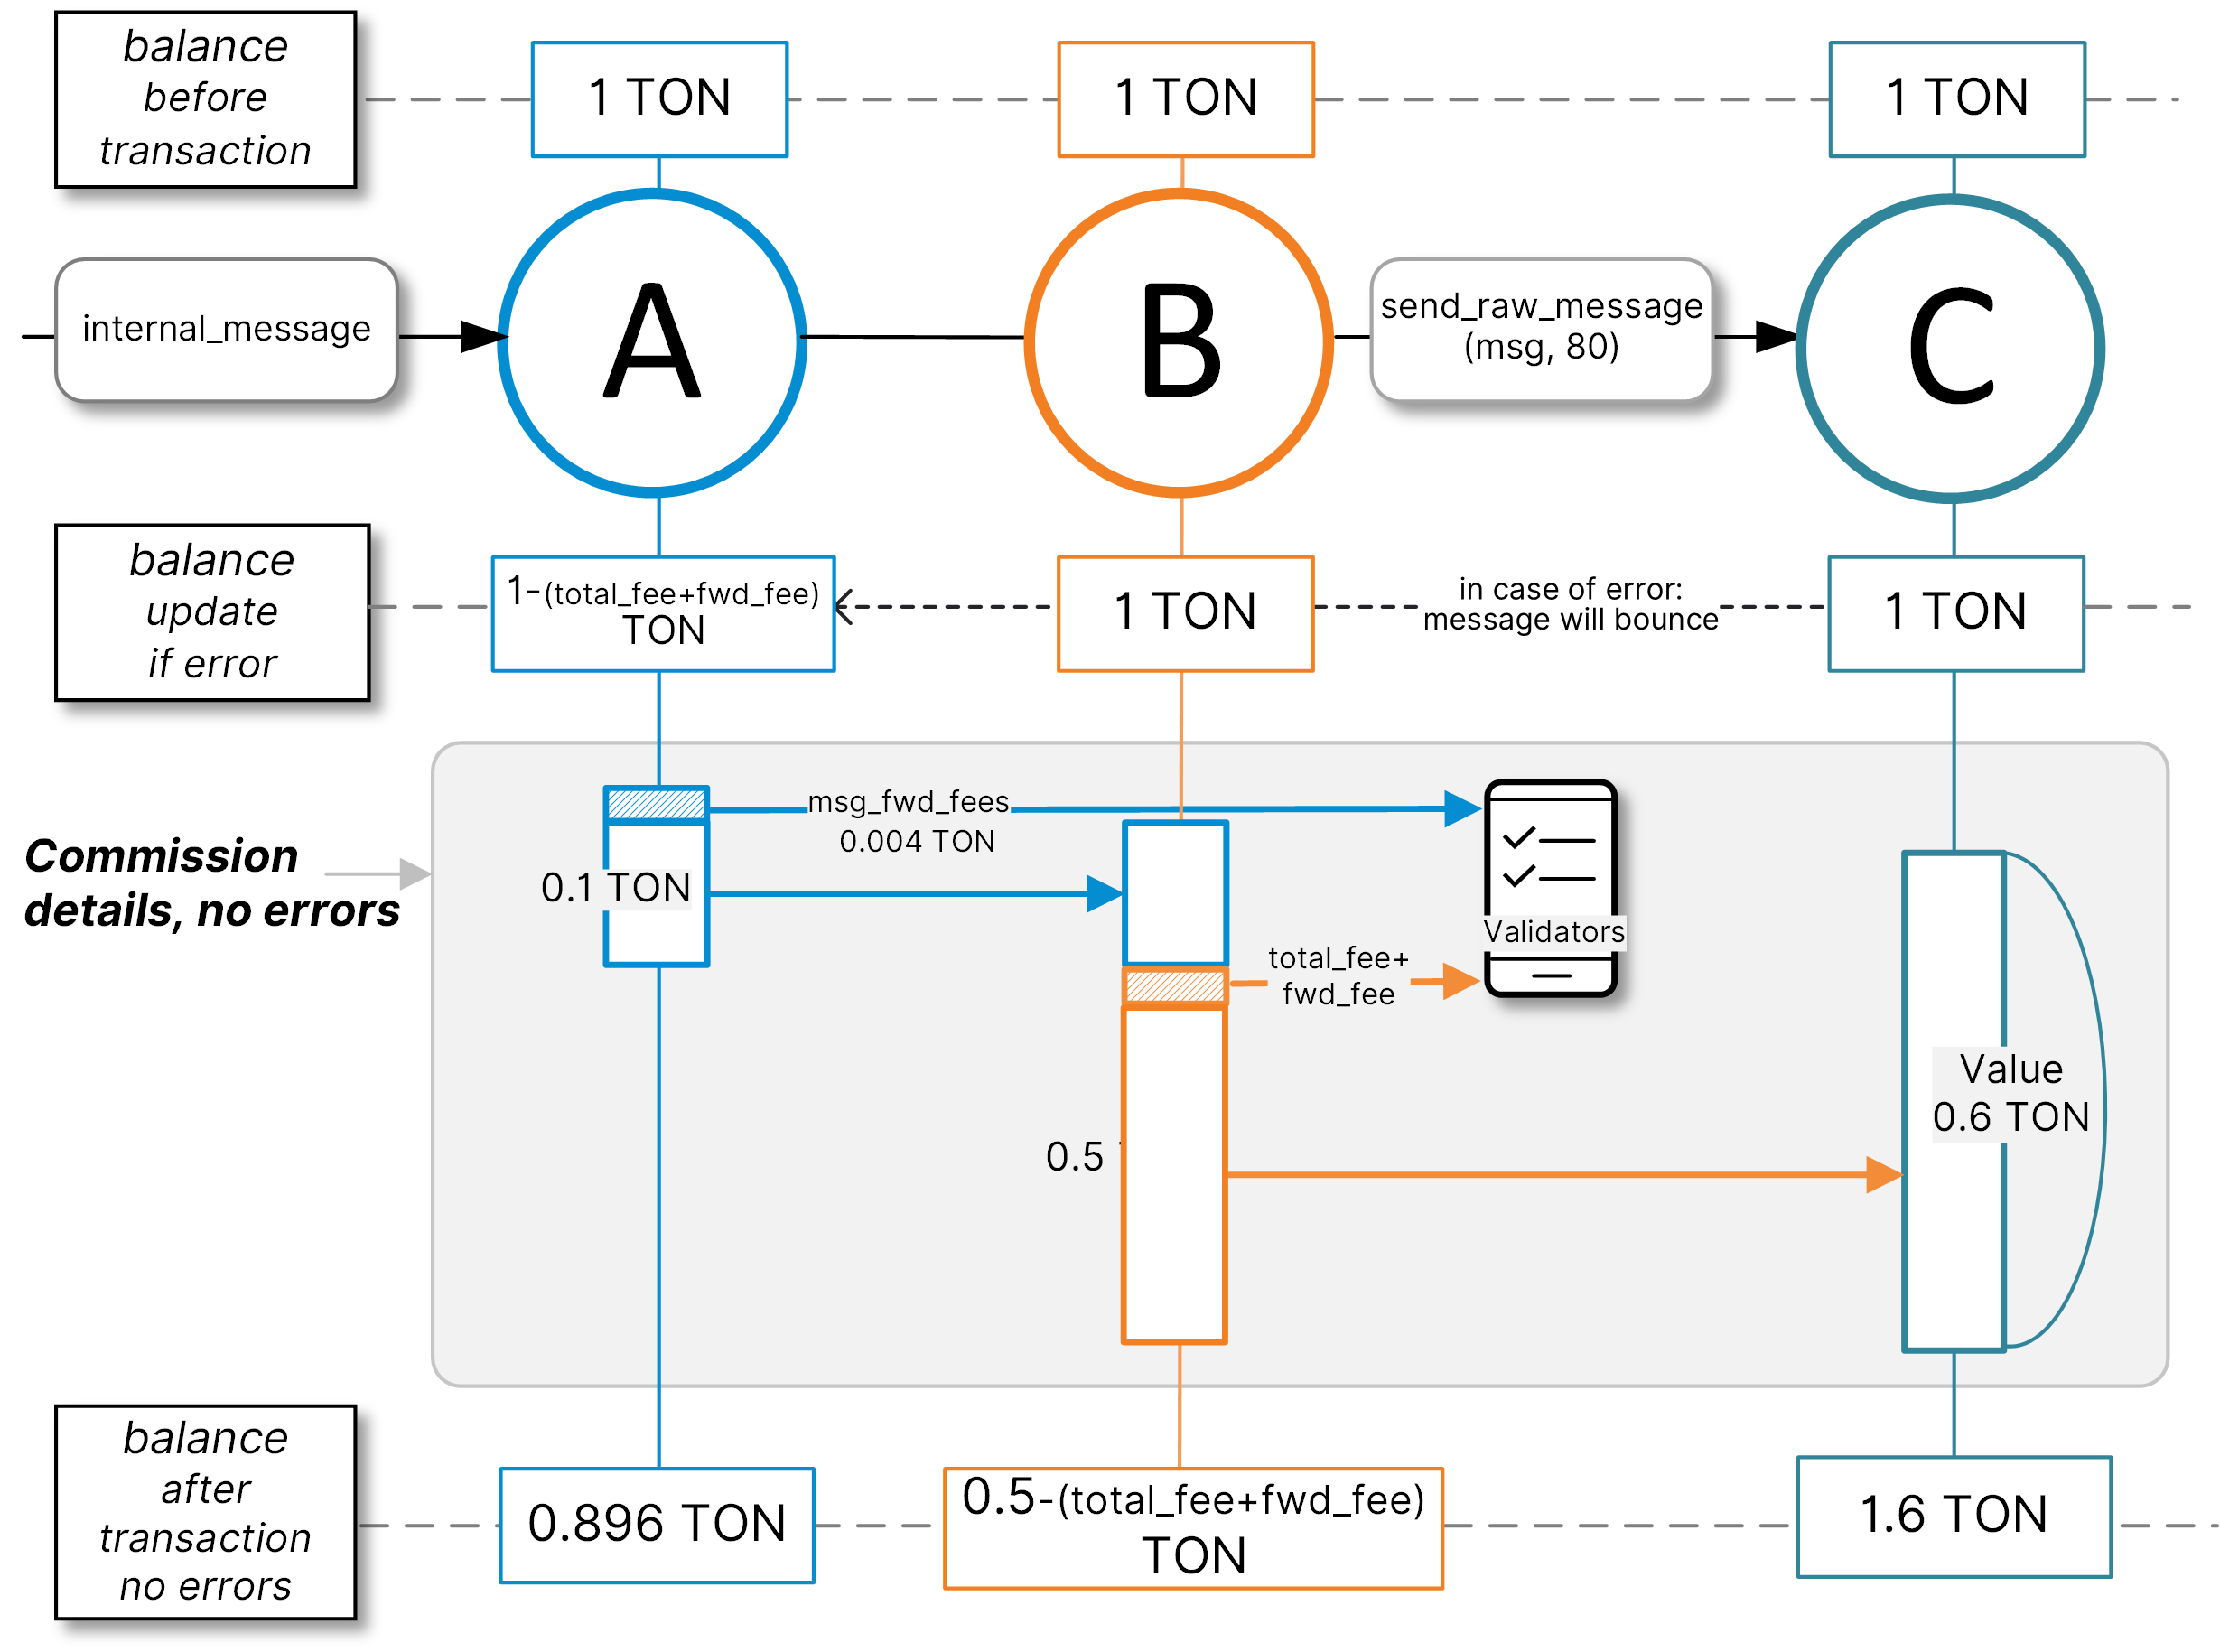 balance
before
transaction
1 TON
1 TON
1 TON
internal_message
A
B
send_raw_message
(msg, 80)
C
balance
update
if error
1-(total_fee+fwd_fee)
TON
1 TON
in case of error:
message will bounce
1 TON
Commission
details, no errors
msg_fwd_fees
0.004 TON
0.1 TON
Validators
total_fee+
fwd_fee
0.5
Value
0.6 TON
balance
after
transaction
no errors
0.896 TON
0.5-(total_fee+fwd_fee)
TON
1.6 TON